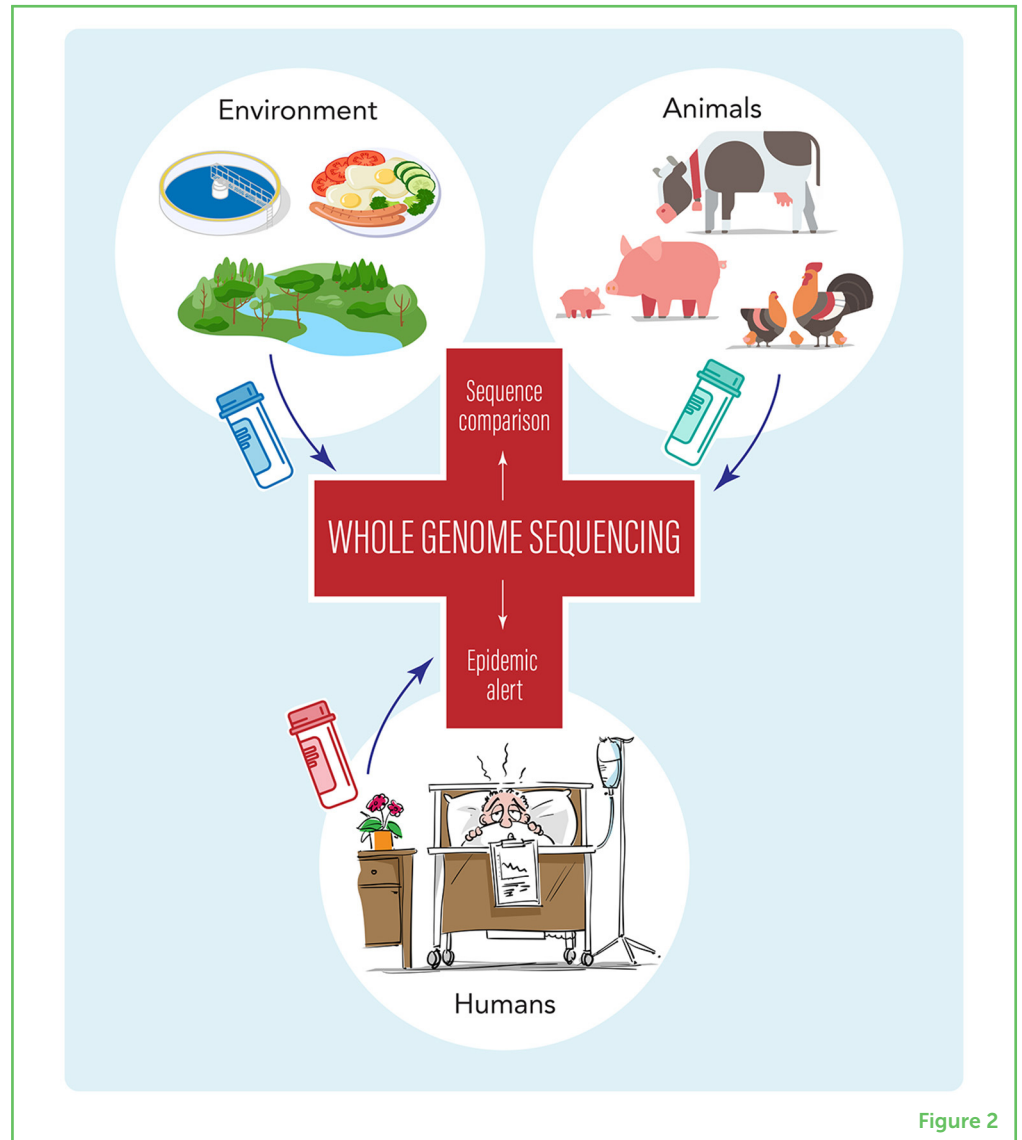 Environment
Animals
Sequence
comparison
WHOLE GENOME SEQUENCING
Epidemic
alert
Humans
Figure 2